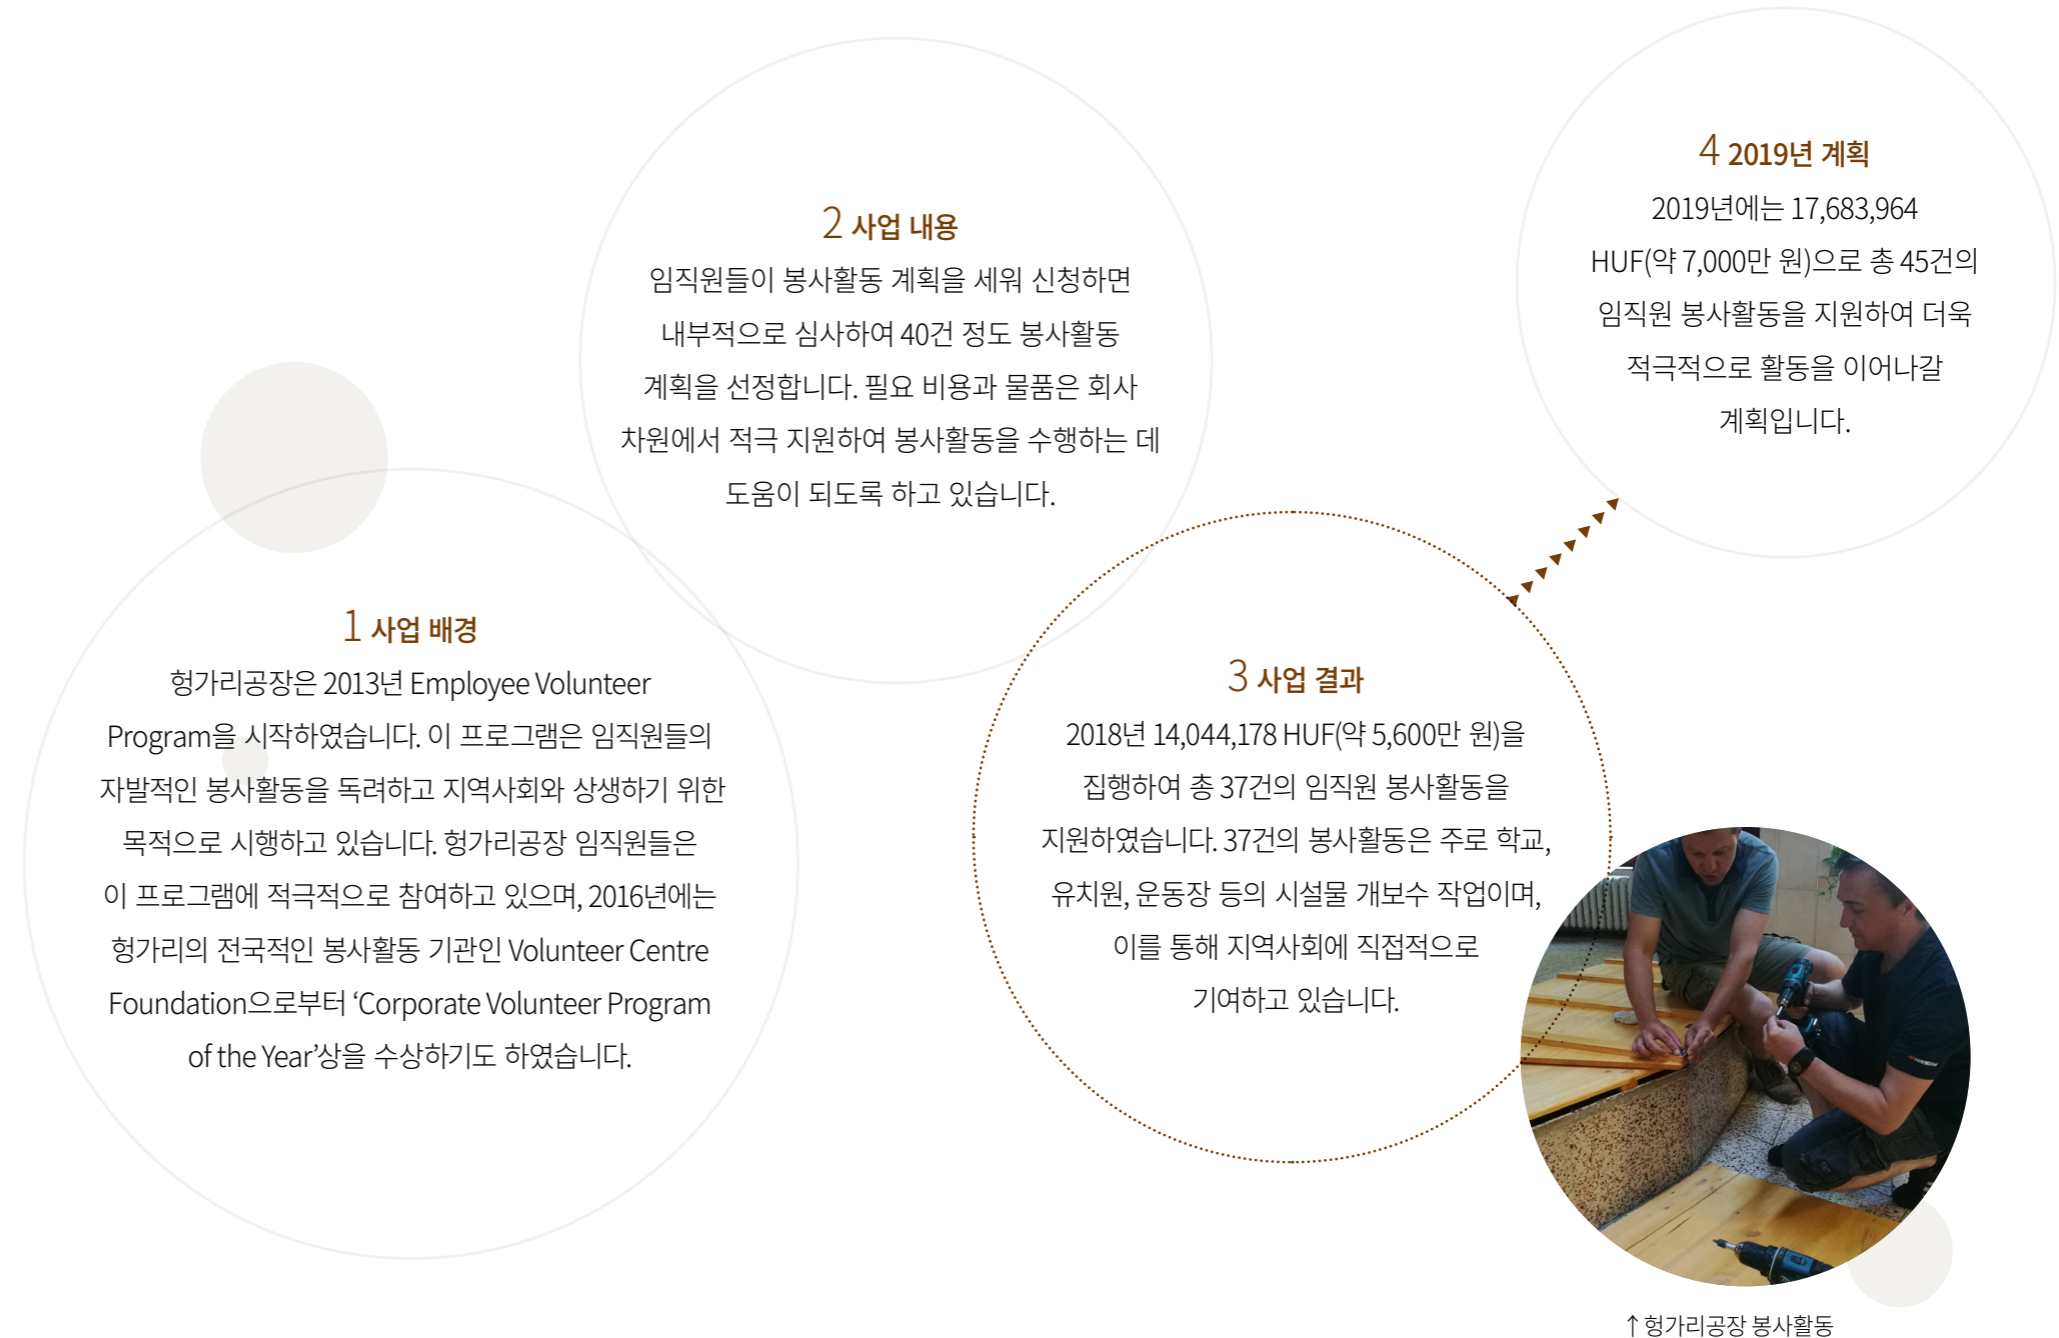 1 사업 배경
헝가리공장은 2013년 Employee Volunteer
Program을 시작하였습니다. 이 프로그램은 임직원들의
자발적인 봉사활동을 독려하고 지역사회와 상생하기 위한
목적으로 시행하고 있습니다. 헝가리공장 임직원들은
이 프로그램에 적극적으로 참여하고 있으며, 2016년에는
헝가리의 전국적인 봉사활동 기관인 Volunteer Centre
Foundation으로부터 ‘Corporate Volunteer Program
of the Year’상을 수상하기도 하였습니다.
2 사업 내용
임직원들이 봉사활동 계획을 세워 신청하면
내부적으로 심사하여 40건 정도 봉사활동
계획을 선정합니다. 필요 비용과 물품은 회사
차원에서 적극 지원하여 봉사활동을 수행하는 데
도움이 되도록 하고 있습니다.
3 사업 결과
2018년 14,044,178 HUF(약 5,600만 원)을
집행하여 총 37건의 임직원 봉사활동을
지원하였습니다. 37건의 봉사활동은 주로 학교,
유치원, 운동장 등의 시설물 개보수 작업이며,
이를 통해 지역사회에 직접적으로
기여하고 있습니다.
4 2019년 계획
2019년에는 17,683,964
HUF(약 7,000만 원)으로 총 45건의
임직원 봉사활동을 지원하여 더욱
적극적으로 활동을 이어나갈
계획입니다.
↑ 헝가리공장 봉사활동